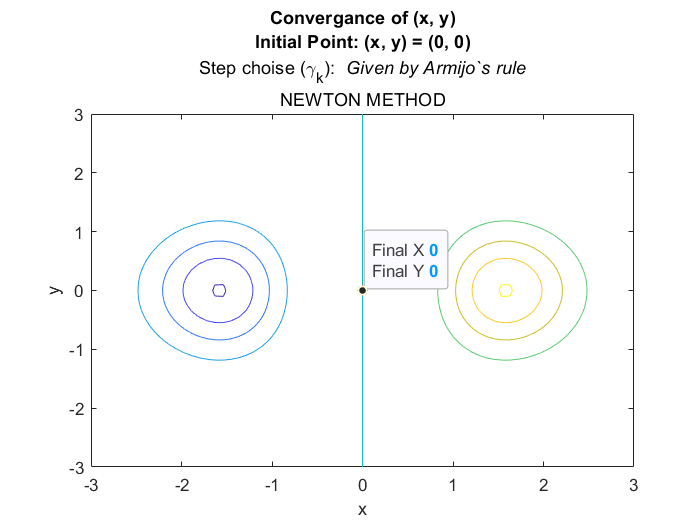 Convergance of (x, y)
Initial Point: (x, y) = (0, 0)
Step choise (γk): Given by Armijo`s rule
NEWTON METHOD
3
2
1
0
-1
-2
-3
y
Final X 0
Final Y 0
-3 -2 -1 0 1 2 3
x